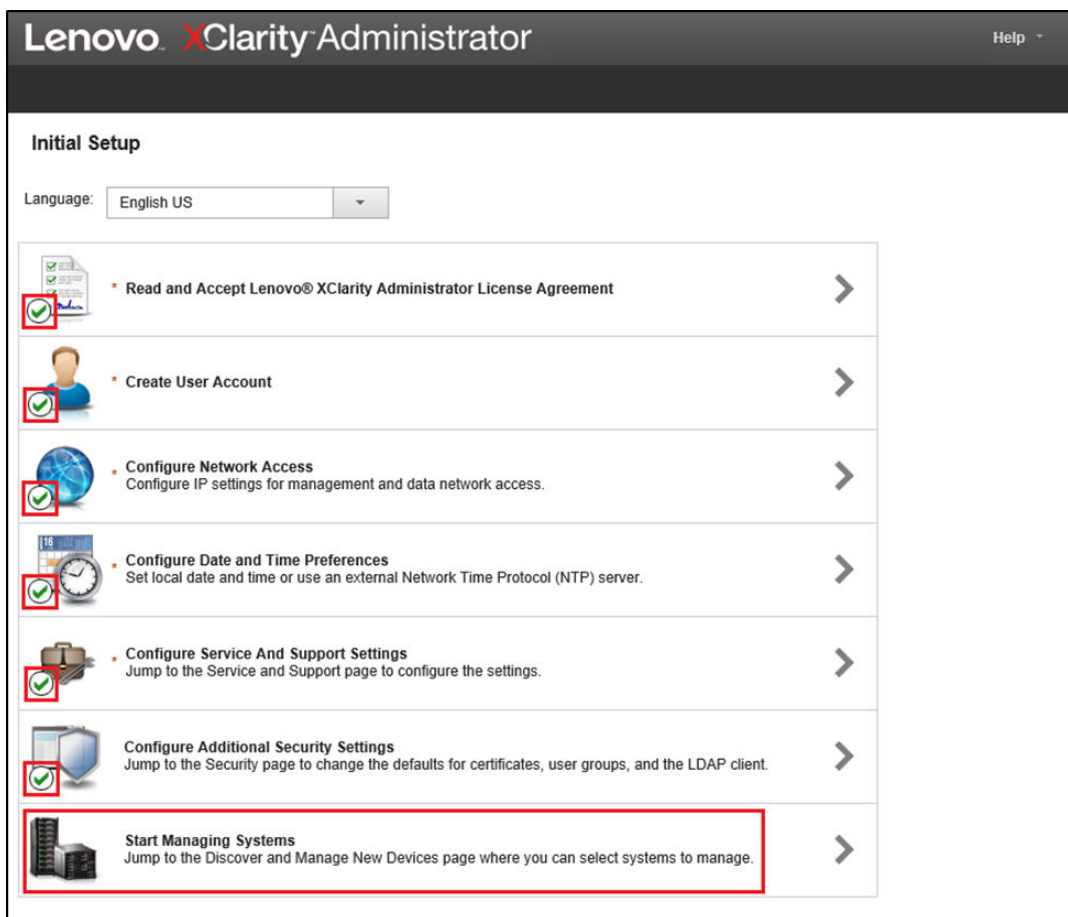 Lenovo. XClarity™ Administrator
Help
Initial Setup
Language: English US
* Read and Accept Lenovo® XClarity Administrator License Agreement
* Create User Account
* Configure Network Access
Configure IP settings for management and data network access.
16
* Configure Date and Time Preferences
Set local date and time or use an external Network Time Protocol (NTP) server.
* Configure Service And Support Settings
Jump to the Service and Support page to configure the settings.
Configure Additional Security Settings
Jump to the Security page to change the defaults for certificates, user groups, and the LDAP client.
Start Managing Systems
Jump to the Discover and Manage New Devices page where you can select systems to manage.